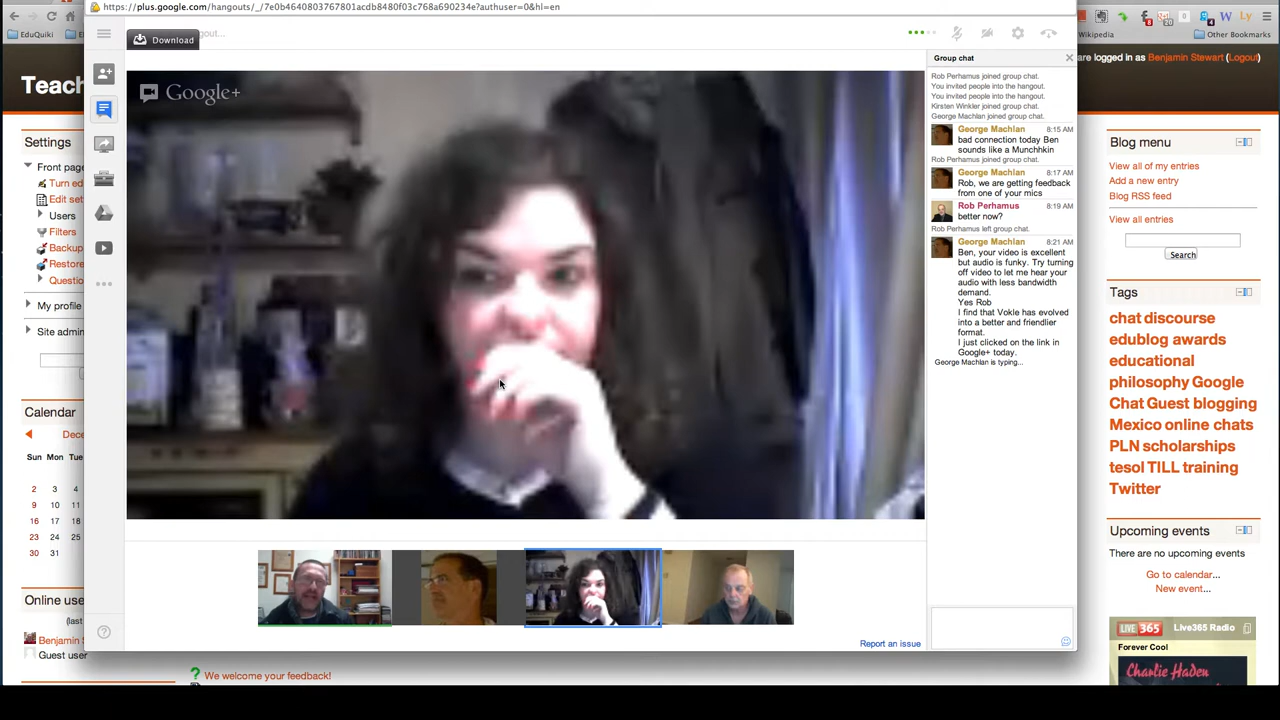 https://plus.google.com/hangouts/_/7e0b4640803767801acdb8480f03c768a690234e?authuser=0&hl=en
EduQuiki
Wikipedia
Other Bookmarks
Download
gout...
Teac
are logged in as Benjamin Stewart (Logout)
Settings
Front page
Turn ed
Edit set
Users
Filters
Backup
Restore
Questio
My profile
Site admin
Calendar
Dece
Sun Mon Tue
2 3 4
9 10 11
16 17 18
23 24 25
30 31
Online use
(last
Benjamin S
Guest user
Google+
Group chat
Rob Perhamus joined group chat.
You invited people into the hangout.
You invited people into the hangout.
Kirsten Winkler joined group chat.
George Machlan joined group chat.
George Machlan 8:15 AM
bad connection today Ben
sounds like a Munchhkin
Rob Perhamus joined group chat.
George Machlan 8:17 AM
Rob, we are getting feedback
from one of your mics
Rob Perhamus 8:19 AM
better now?
Rob Perhamus left group chat.
George Machlan 8:21 AM
Ben, your video is excellent
but audio is funky. Try turning
off video to let me hear your
audio with less bandwidth
demand.
Yes Rob
I find that Vokle has evolved
into a better and friendlier
format.
I just clicked on the link in
Google+ today.
George Machlan is typing...
Report an issue
We welcome your feedback!
Blog menu
View all of my entries
Add a new entry
Blog RSS feed
View all entries
Search
Tags
chat discourse
edublog awards
educational
philosophy Google
Chat Guest blogging
Mexico online chats
PLN scholarships
tesol TILL training
Twitter
Upcoming events
There are no upcoming events
Go to calendar...
New event...
LIVE 365 Live365 Radio
Forever Cool
Charlie Haden